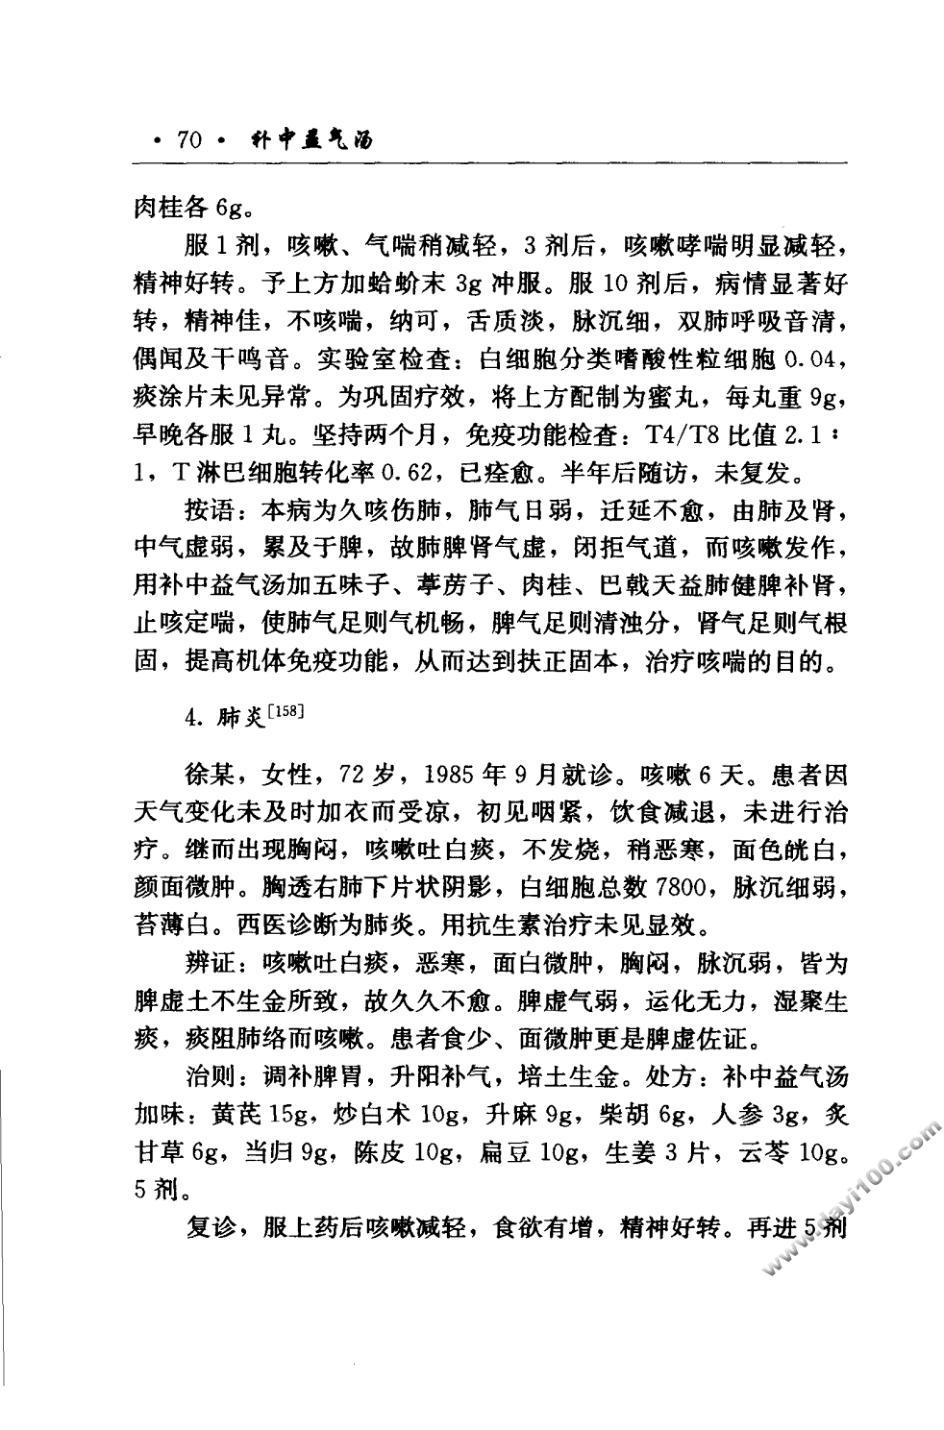 · 70 · 补中益气汤
肉桂各 6g。
服 1 剂，咳嗽、气喘稍减轻，3 剂后，咳嗽哮喘明显减轻，
精神好转。予上方加蛤蚧末 3g 冲服。服 10 剂后，病情显著好
转，精神佳，不咳喘，纳可，舌质淡，脉沉细，双肺呼吸音清，
偶闻及干鸣音。实验室检查：白细胞分类嗜酸性粒细胞 0.04，
痰涂片未见异常。为巩固疗效，将上方配制为蜜丸，每丸重 9g，
早晚各服 1 丸。坚持两个月，免疫功能检查：T4/T8 比值 2.1：
1，T 淋巴细胞转化率 0.62，已痊愈。半年后随访，未复发。
按语：本病为久咳伤肺，肺气日弱，迁延不愈，由肺及肾，
中气虚弱，累及于脾，故肺脾肾气虚，闭拒气道，而咳嗽发作，
用补中益气汤加五味子、葶苈子、肉桂、巴戟天益肺健脾补肾，
止咳定喘，使肺气足则气机畅，脾气足则清浊分，肾气足则气根
固，提高机体免疫功能，从而达到扶正固本，治疗咳喘的目的。
4. 肺炎[158]
徐某，女性，72 岁，1985 年 9 月就诊。咳嗽 6 天。患者因
天气变化未及时加衣而受凉，初见咽紧，饮食减退，未进行治
疗。继而出现胸闷，咳嗽吐白痰，不发烧，稍恶寒，面色㿠白，
颜面微肿。胸透右肺下片状阴影，白细胞总数 7800，脉沉细弱，
苔薄白。西医诊断为肺炎。用抗生素治疗未见显效。
辨证：咳嗽吐白痰，恶寒，面白微肿，胸闷，脉沉弱，皆为
脾虚土不生金所致，故久久不愈。脾虚气弱，运化无力，湿聚生
痰，痰阻肺络而咳嗽。患者食少、面微肿更是脾虚佐证。
治则：调补脾胃，升阳补气，培土生金。处方：补中益气汤
加味：黄芪 15g，炒白术 10g，升麻 9g，柴胡 6g，人参 3g，炙
甘草 6g，当归 9g，陈皮 10g，扁豆 10g，生姜 3 片，云苓 10g。
5 剂。
复诊，服上药后咳嗽减轻，食欲有增，精神好转。再进 5 剂
www.dayi100.com